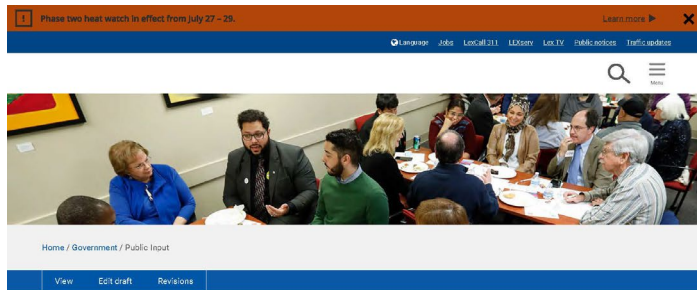 ! Phase two heat watch in effect from July 27 – 29. Learn more
Language Jobs LexCall 311 LEXserv Lex TV Public notices Traffic updates
Menu
Home / Government / Public Input
View Edit draft Revisions